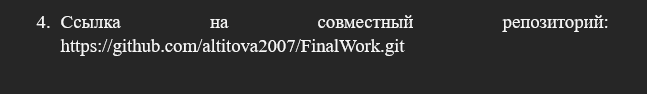 4. Ссылка на совместный репозиторий:
https://github.com/altitova2007/FinalWork.git